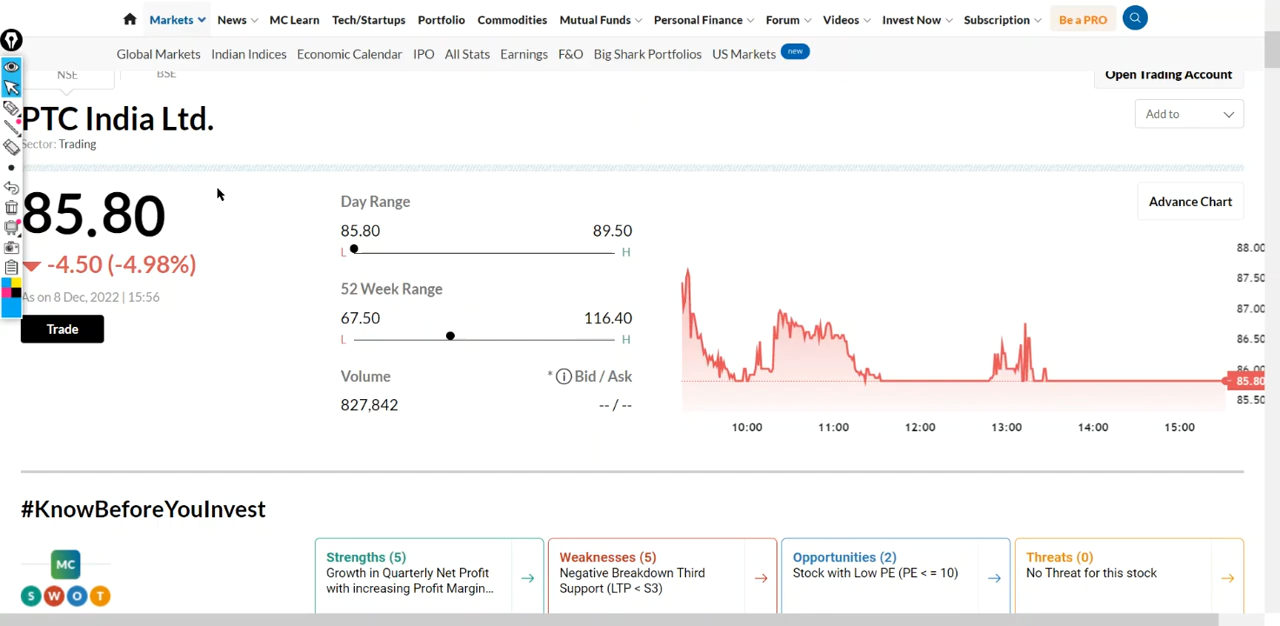 Markets News MC Learn Tech/Startups Portfolio Commodities Mutual Funds Personal Finance Forum Videos Invest Now Subscription Be a PRO
Global Markets Indian Indices Economic Calendar IPO All Stats Earnings F&O Big Shark Portfolios US Markets new
NSE BSE
Open Trading Account
PTC India Ltd.
Add to
Sector: Trading
85.80
Day Range
Advance Chart
85.80 89.50
L H
-4.50 (-4.98%)
52 Week Range
As on 8 Dec, 2022 | 15:56
67.50 116.40
L H
Trade
Volume * Bid / Ask
827,842 -- / --
88.00
87.50
87.00
86.50
86.00
85.80
85.50
10:00 11:00 12:00 13:00 14:00 15:00
#KnowBeforeYouInvest
MC
S W O T
Strengths (5)
Growth in Quarterly Net Profit
with increasing Profit Margin...
Weaknesses (5)
Negative Breakdown Third
Support (LTP < S3)
Opportunities (2)
Stock with Low PE (PE < = 10)
Threats (0)
No Threat for this stock